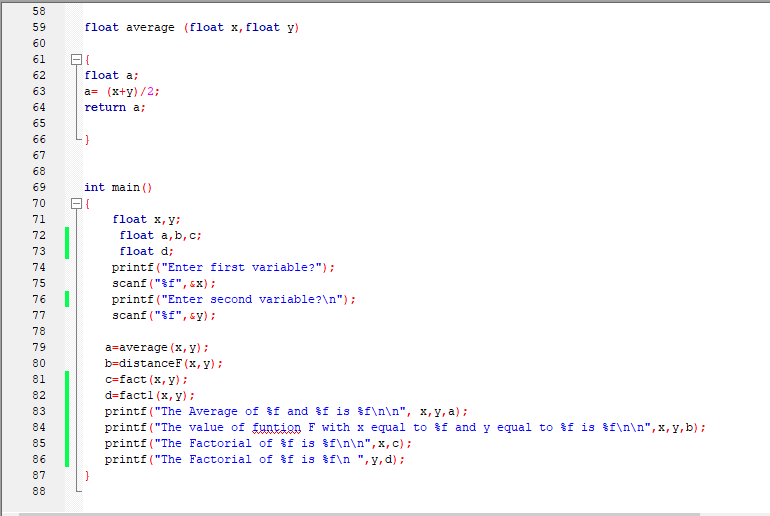 58
59 float average (float x,float y)
60
61 {
62 float a;
63 a= (x+y)/2;
64 return a;
65
66 }
67
68
69 int main()
70 {
71 float x,y;
72 float a,b,c;
73 float d;
74 printf("Enter first variable?");
75 scanf("%f",&x);
76 printf("Enter second variable?\n");
77 scanf("%f",&y);
78
79 a=average(x,y);
80 b=distanceF(x,y);
81 c=fact(x,y);
82 d=fact1(x,y);
83 printf("The Average of %f and %f is %f\n\n", x,y,a);
84 printf("The value of funtion F with x equal to %f and y equal to %f is %f\n\n",x,y,b);
85 printf("The Factorial of %f is %f\n\n",x,c);
86 printf("The Factorial of %f is %f\n ",y,d);
87 }
88